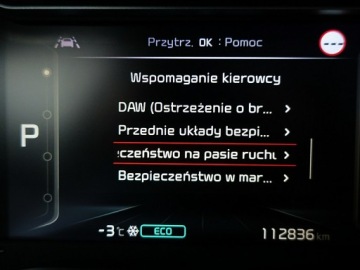 Przytrz. OK : Pomoc
Wspomaganie kierowcy
DAW (Ostrzeżenie o br... >
Przednie układy bezpi... >
czeństwo na pasie ruchu >
Bezpieczeństwo w mar... >
P
-3°C ECO
112836 km